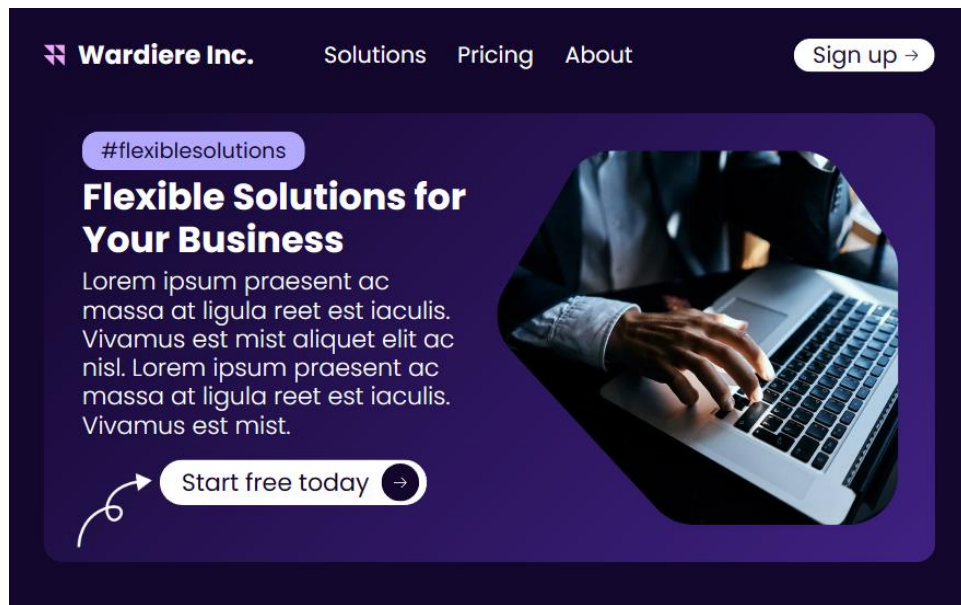 Wardiere Inc.
Solutions
Pricing
About
Sign up
#flexiblesolutions
Flexible Solutions for
Your Business
Lorem ipsum praesent ac
massa at ligula reet est iaculis.
Vivamus est mist aliquet elit ac
nisl. Lorem ipsum praesent ac
massa at ligula reet est iaculis.
Vivamus est mist.
Start free today